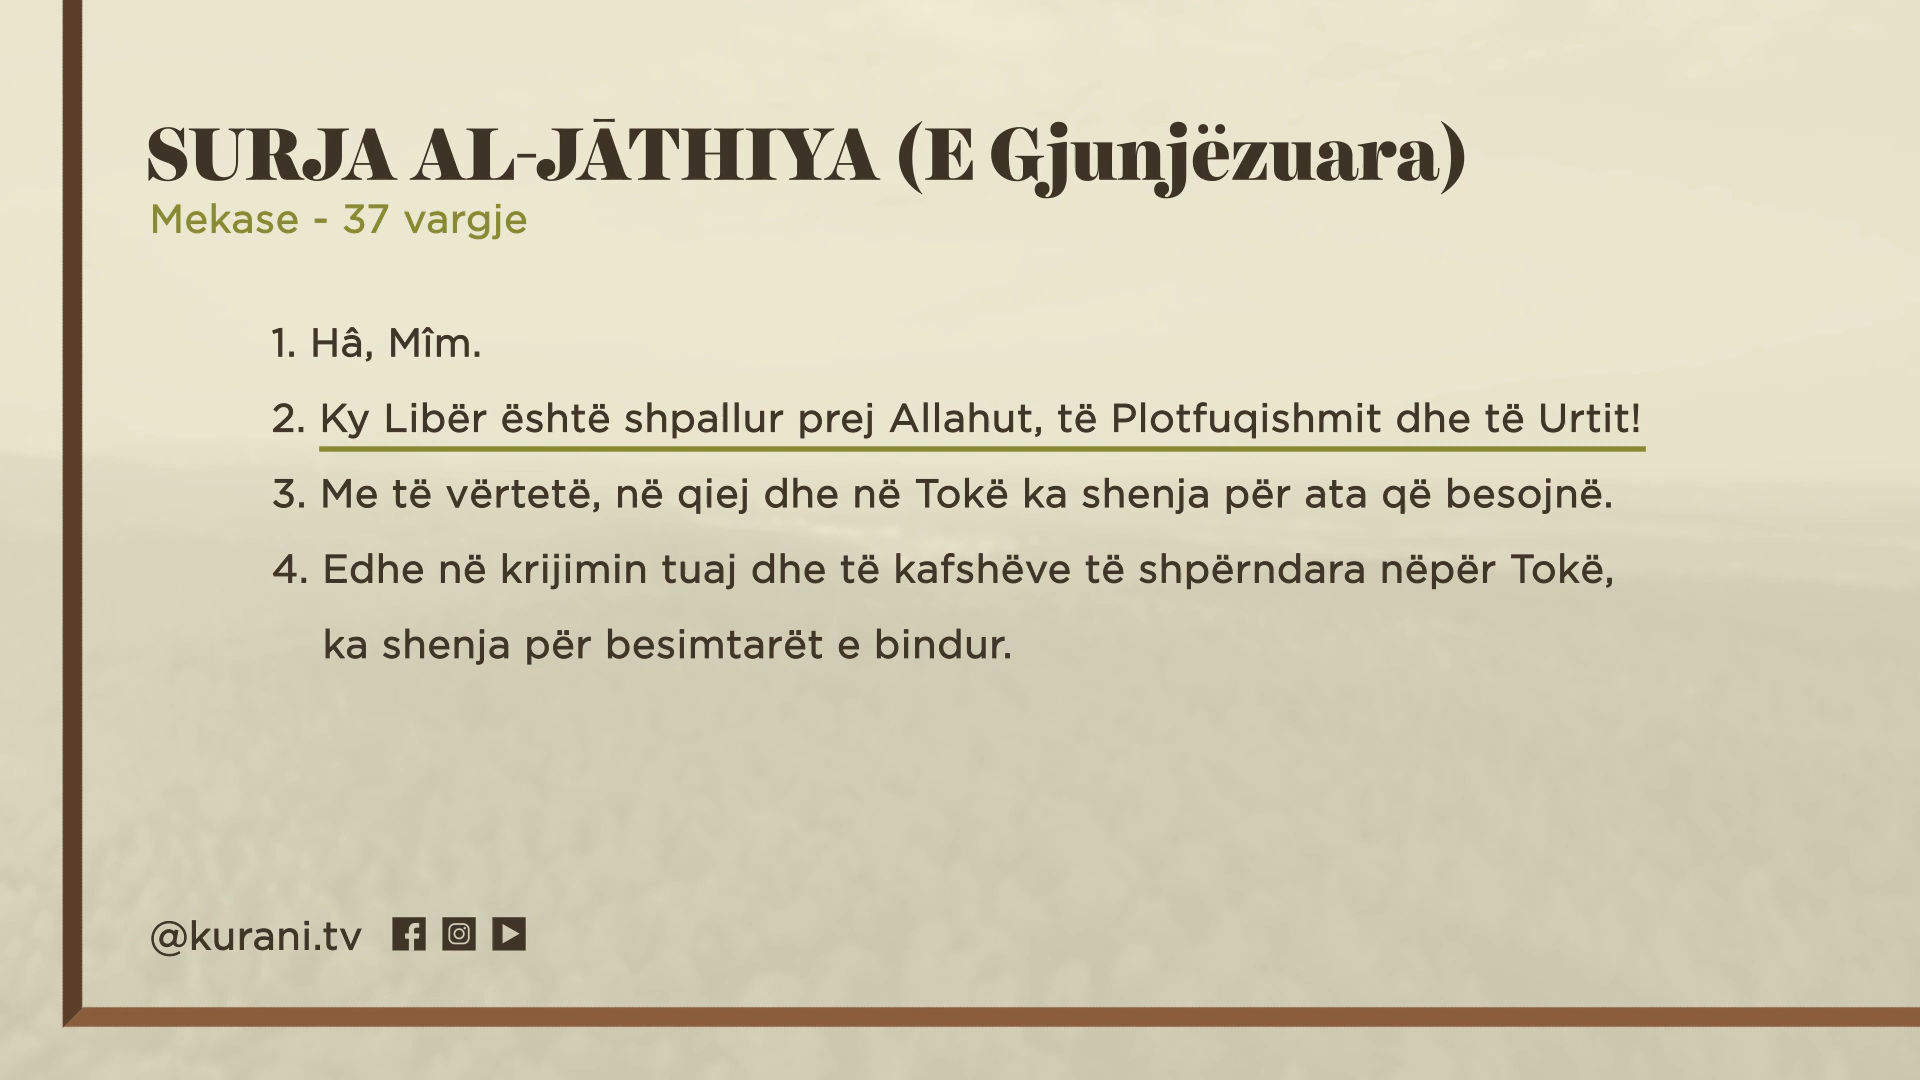 SURJA AL-JĀTHIYA (E Gjunjëzuara)
Mekase - 37 vargje
1. Hâ, Mîm.
2. Ky Libër është shpallur prej Allahut, të Plotfuqishmit dhe të Urtit!
3. Me të vërtetë, në qiej dhe në Tokë ka shenja për ata që besojnë.
4. Edhe në krijimin tuaj dhe të kafshëve të shpërndara nëpër Tokë,
ka shenja për besimtarët e bindur.
@kurani.tv